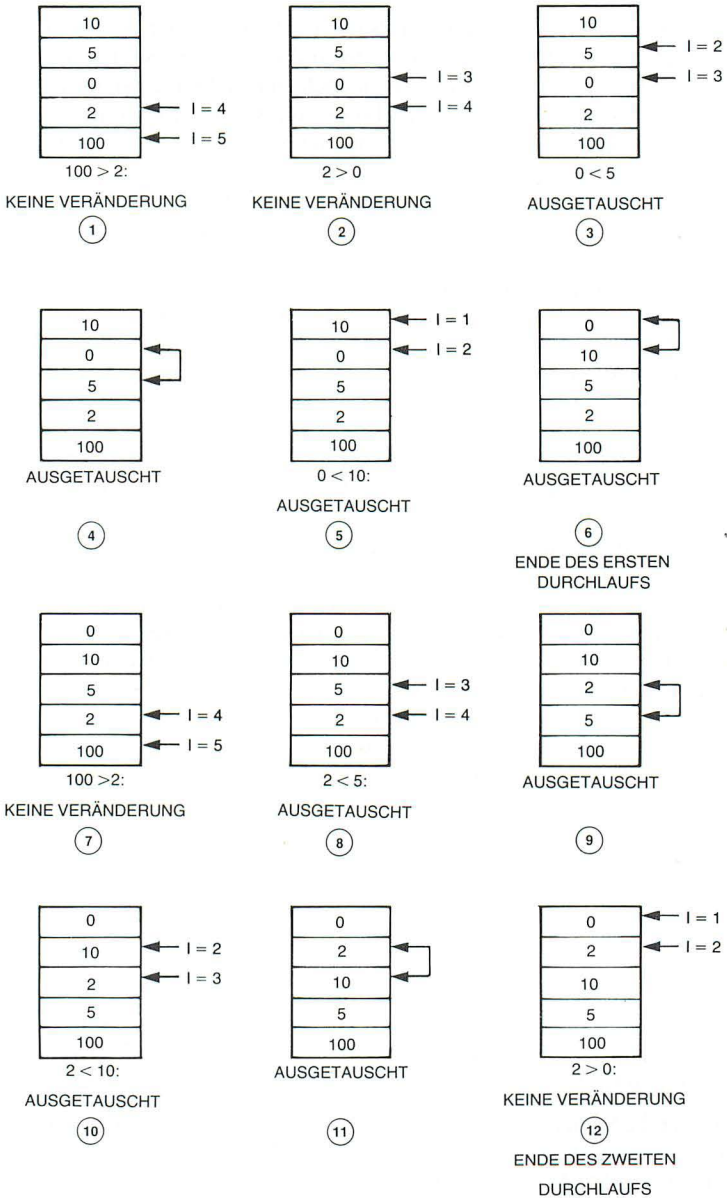 10
5
0
2
100
I = 4
I = 5
100 > 2:
KEINE VERÄNDERUNG
1
10
5
0
2
100
I = 3
I = 4
2 > 0
KEINE VERÄNDERUNG
2
10
5
0
2
100
I = 2
I = 3
0 < 5
AUSGETAUSCHT
3
10
0
5
2
100
AUSGETAUSCHT
4
10
0
5
2
100
I = 1
I = 2
0 < 10:
AUSGETAUSCHT
5
0
10
5
2
100
AUSGETAUSCHT
6
ENDE DES ERSTEN
DURCHLAUFS
0
10
5
2
100
I = 4
I = 5
100 >2:
KEINE VERÄNDERUNG
7
0
10
5
2
100
I = 3
I = 4
2 < 5:
AUSGETAUSCHT
8
0
10
2
5
100
AUSGETAUSCHT
9
0
10
2
5
100
I = 2
I = 3
2 < 10:
AUSGETAUSCHT
10
0
2
10
5
100
AUSGETAUSCHT
11
0
2
10
5
100
I = 1
I = 2
2 > 0:
KEINE VERÄNDERUNG
12
ENDE DES ZWEITEN
DURCHLAUFS